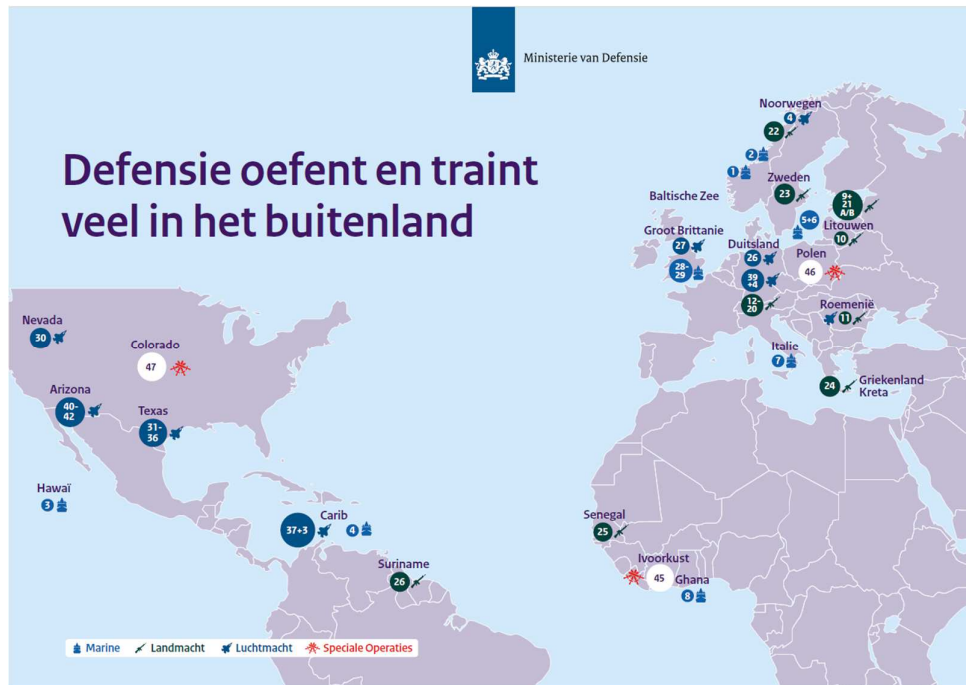 Ministerie van Defensie
Defensie oefent en traint
veel in het buitenland
Noorwegen
4
22
2
1
Zweden
23
Baltische Zee
9+
21
A/B
5+6
Litouwen
10
Groot Brittanie
27
28-
29
Duitsland
26
39
+4
12-
20
Polen
46
Roemenië
11
Italie
7
24
Griekenland
Kreta
Nevada
30
Colorado
47
Arizona
40-
42
Texas
31-
36
Hawaï
3
Carib
37+3
4
Suriname
26
Senegal
25
Ivoorkust
45
Ghana
8
Marine
Landmacht
Luchtmacht
Speciale Operaties